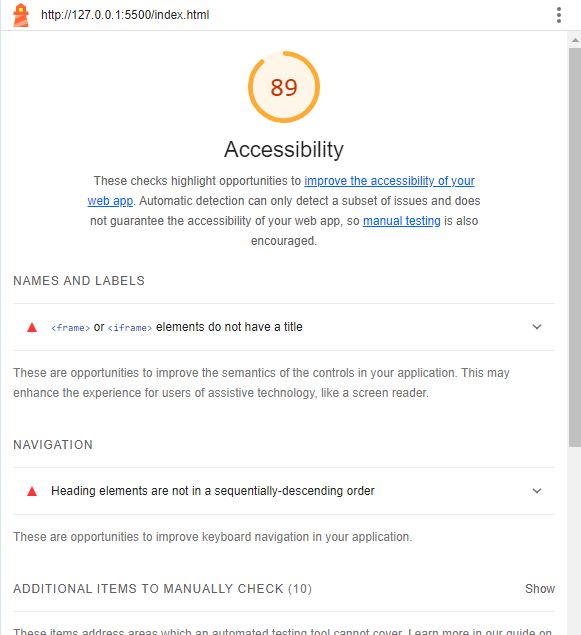 http://127.0.0.1:5500/index.html
89
Accessibility
These checks highlight opportunities to improve the accessibility of your
web app. Automatic detection can only detect a subset of issues and does
not guarantee the accessibility of your web app, so manual testing is also
encouraged.
NAMES AND LABELS
<frame> or <iframe> elements do not have a title
These are opportunities to improve the semantics of the controls in your application. This may
enhance the experience for users of assistive technology, like a screen reader.
NAVIGATION
Heading elements are not in a sequentially-descending order
These are opportunities to improve keyboard navigation in your application.
ADDITIONAL ITEMS TO MANUALLY CHECK (10) Show
These items address areas which an automated testing tool cannot cover. Learn more in our guide on